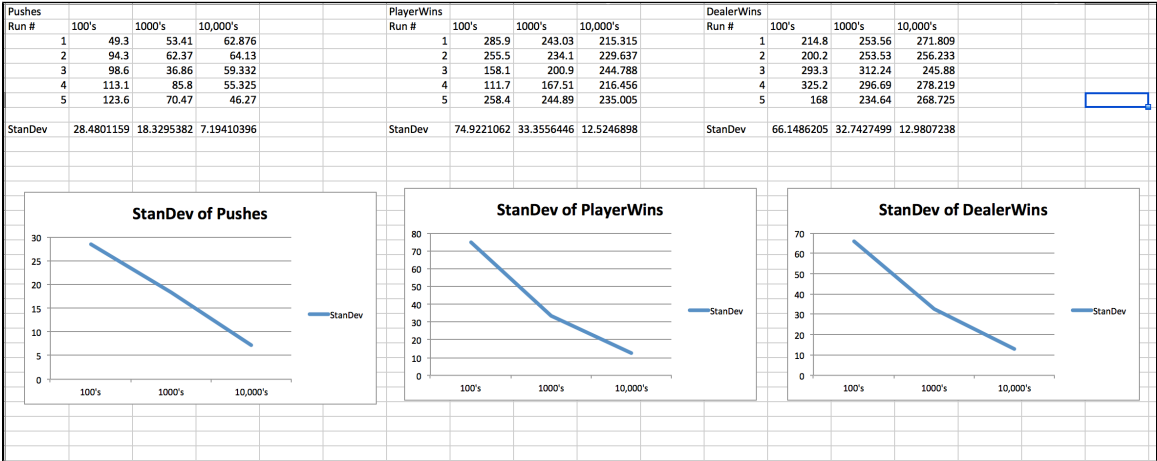 Pushes PlayerWins DealerWins
Run # 100's 1000's 10,000's Run # 100's 1000's 10,000's Run # 100's 1000's 10,000's
1 49.3 53.41 62.876 1 285.9 243.03 215.315 1 214.8 253.56 271.809
2 94.3 62.37 64.13 2 255.5 234.1 229.637 2 200.2 253.53 256.233
3 98.6 36.86 59.332 3 158.1 200.9 244.788 3 293.3 312.24 245.88
4 113.1 85.8 55.325 4 111.7 167.51 216.456 4 325.2 296.69 278.219
5 123.6 70.47 46.27 5 258.4 244.89 235.005 5 168 234.64 268.725
StanDev 28.4801159 18.3295382 7.19410396 StanDev 74.9221062 33.3556446 12.5246898 StanDev 66.1486205 32.7427499 12.9807238
StanDev of Pushes
30
25
20
15
10
5
0
100's 1000's 10,000's
StanDev
StanDev of PlayerWins
80
70
60
50
40
30
20
10
0
100's 1000's 10,000's
StanDev
StanDev of DealerWins
70
60
50
40
30
20
10
0
100's 1000's 10,000's
StanDev